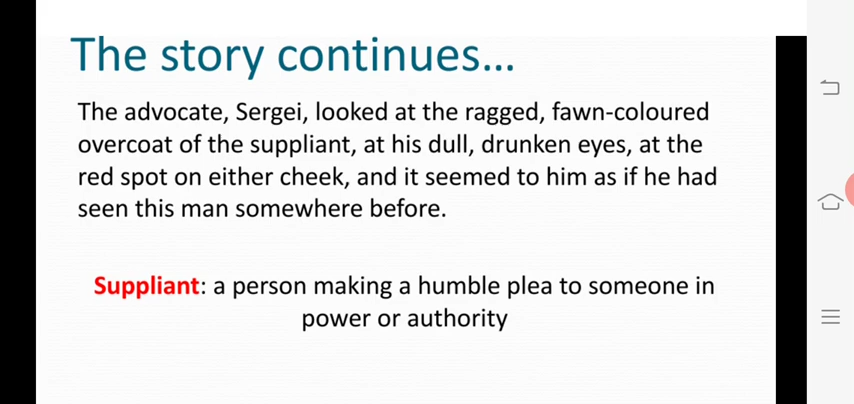 The story continues...
The advocate, Sergei, looked at the ragged, fawn-coloured
overcoat of the suppliant, at his dull, drunken eyes, at the
red spot on either cheek, and it seemed to him as if he had
seen this man somewhere before.
Suppliant: a person making a humble plea to someone in
power or authority